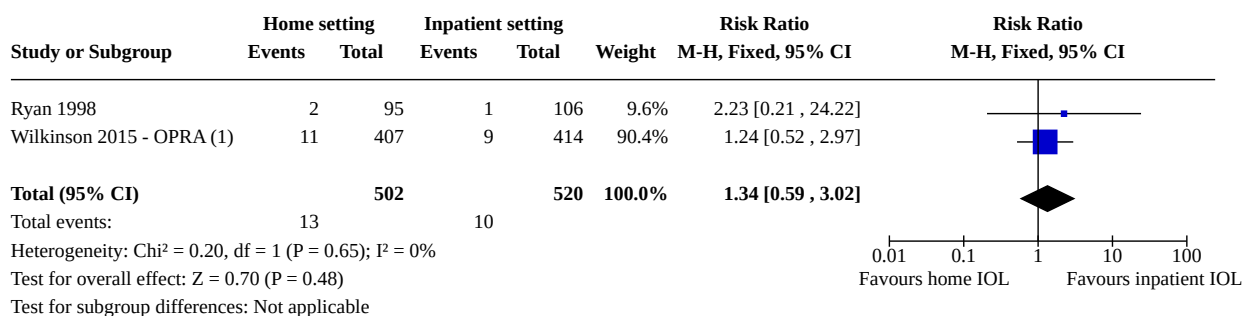 Home setting Inpatient setting Risk Ratio Risk Ratio
Study or Subgroup Events Total Events Total Weight M-H, Fixed, 95% CI M-H, Fixed, 95% CI
Ryan 1998 2 95 1 106 9.6% 2.23 [0.21 , 24.22]
Wilkinson 2015 - OPRA (1) 11 407 9 414 90.4% 1.24 [0.52 , 2.97]
Total (95% CI) 502 520 100.0% 1.34 [0.59 , 3.02]
Total events: 13 10
Heterogeneity: Chi² = 0.20, df = 1 (P = 0.65); I² = 0%
Test for overall effect: Z = 0.70 (P = 0.48)
Test for subgroup differences: Not applicable
0.01 0.1 1 10 100
Favours home IOL Favours inpatient IOL